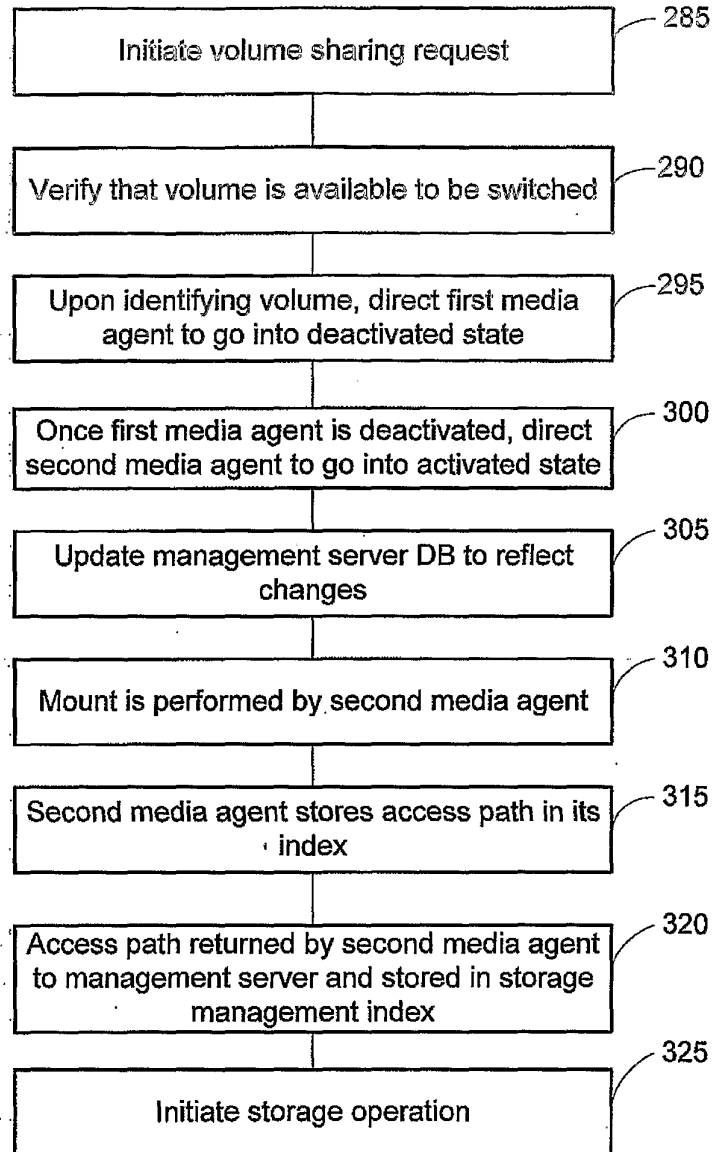 285
Initiate volume sharing request
290
Verify that volume is available to be switched
295
Upon identifying volume, direct first media
agent to go into deactivated state
300
Once first media agent is deactivated, direct
second media agent to go into activated state
305
Update management server DB to reflect
changes
310
Mount is performed by second media agent
315
Second media agent stores access path in its
index
320
Access path returned by second media agent
to management server and stored in storage
management index
325
Initiate storage operation